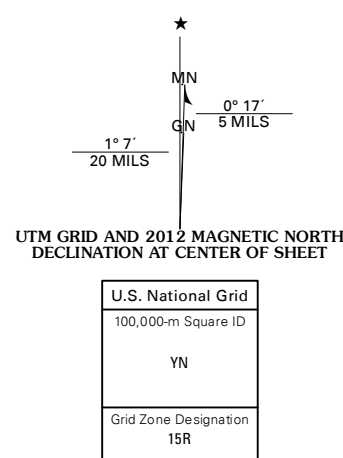 ★
MN
GN
0° 17´
5 MILS
1° 7´
20 MILS
UTM GRID AND 2012 MAGNETIC NORTH
DECLINATION AT CENTER OF SHEET
U.S. National Grid
100,000-m Square ID
YN
Grid Zone Designation
15R